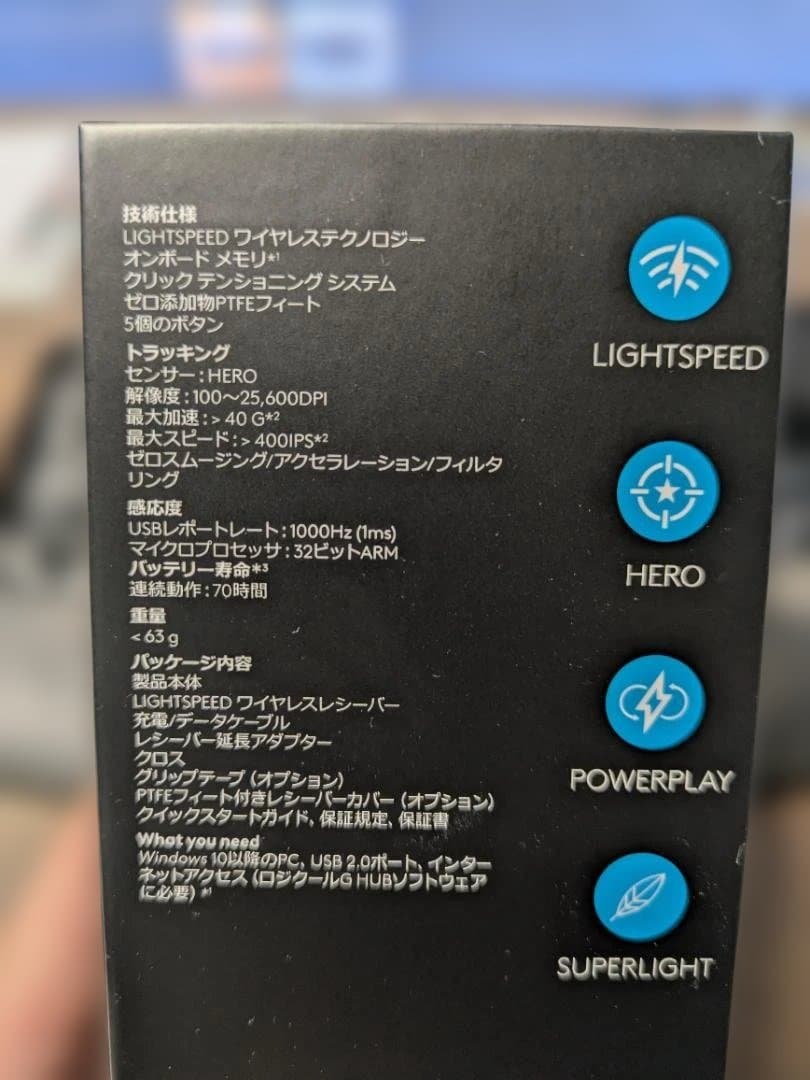 技術仕様
LIGHTSPEED ワイヤレステクノロジー
オンボード メモリ*1
クリック テンショニング システム
ゼロ添加物PTFEフィート
5個のボタン
トラッキング
センサー:HERO
解像度:100〜25,600DPI
最大加速:> 40 G*2
最大スピード:> 400IPS*2
ゼロスムージング/アクセラレーション/フィルタ
リング
感応度
USBレポートレート:1000Hz (1ms)
マイクロプロセッサ:32ビットARM
バッテリー寿命*3
連続動作:70時間
重量
< 63 g
パッケージ内容
製品本体
LIGHTSPEED ワイヤレスレシーバー
充電/データケーブル
レシーバー延長アダプター
クロス
グリップテープ (オプション)
PTFEフィート付きレシーバーカバー (オプション)
クイックスタートガイド、保証規定、保証書
What you need
Windows 10以降のPC、USB 2.0ポート、インター
ネットアクセス (ロジクールG HUBソフトウェア
に必要) *1
LIGHTSPEED
HERO
POWERPLAY
SUPERLIGHT